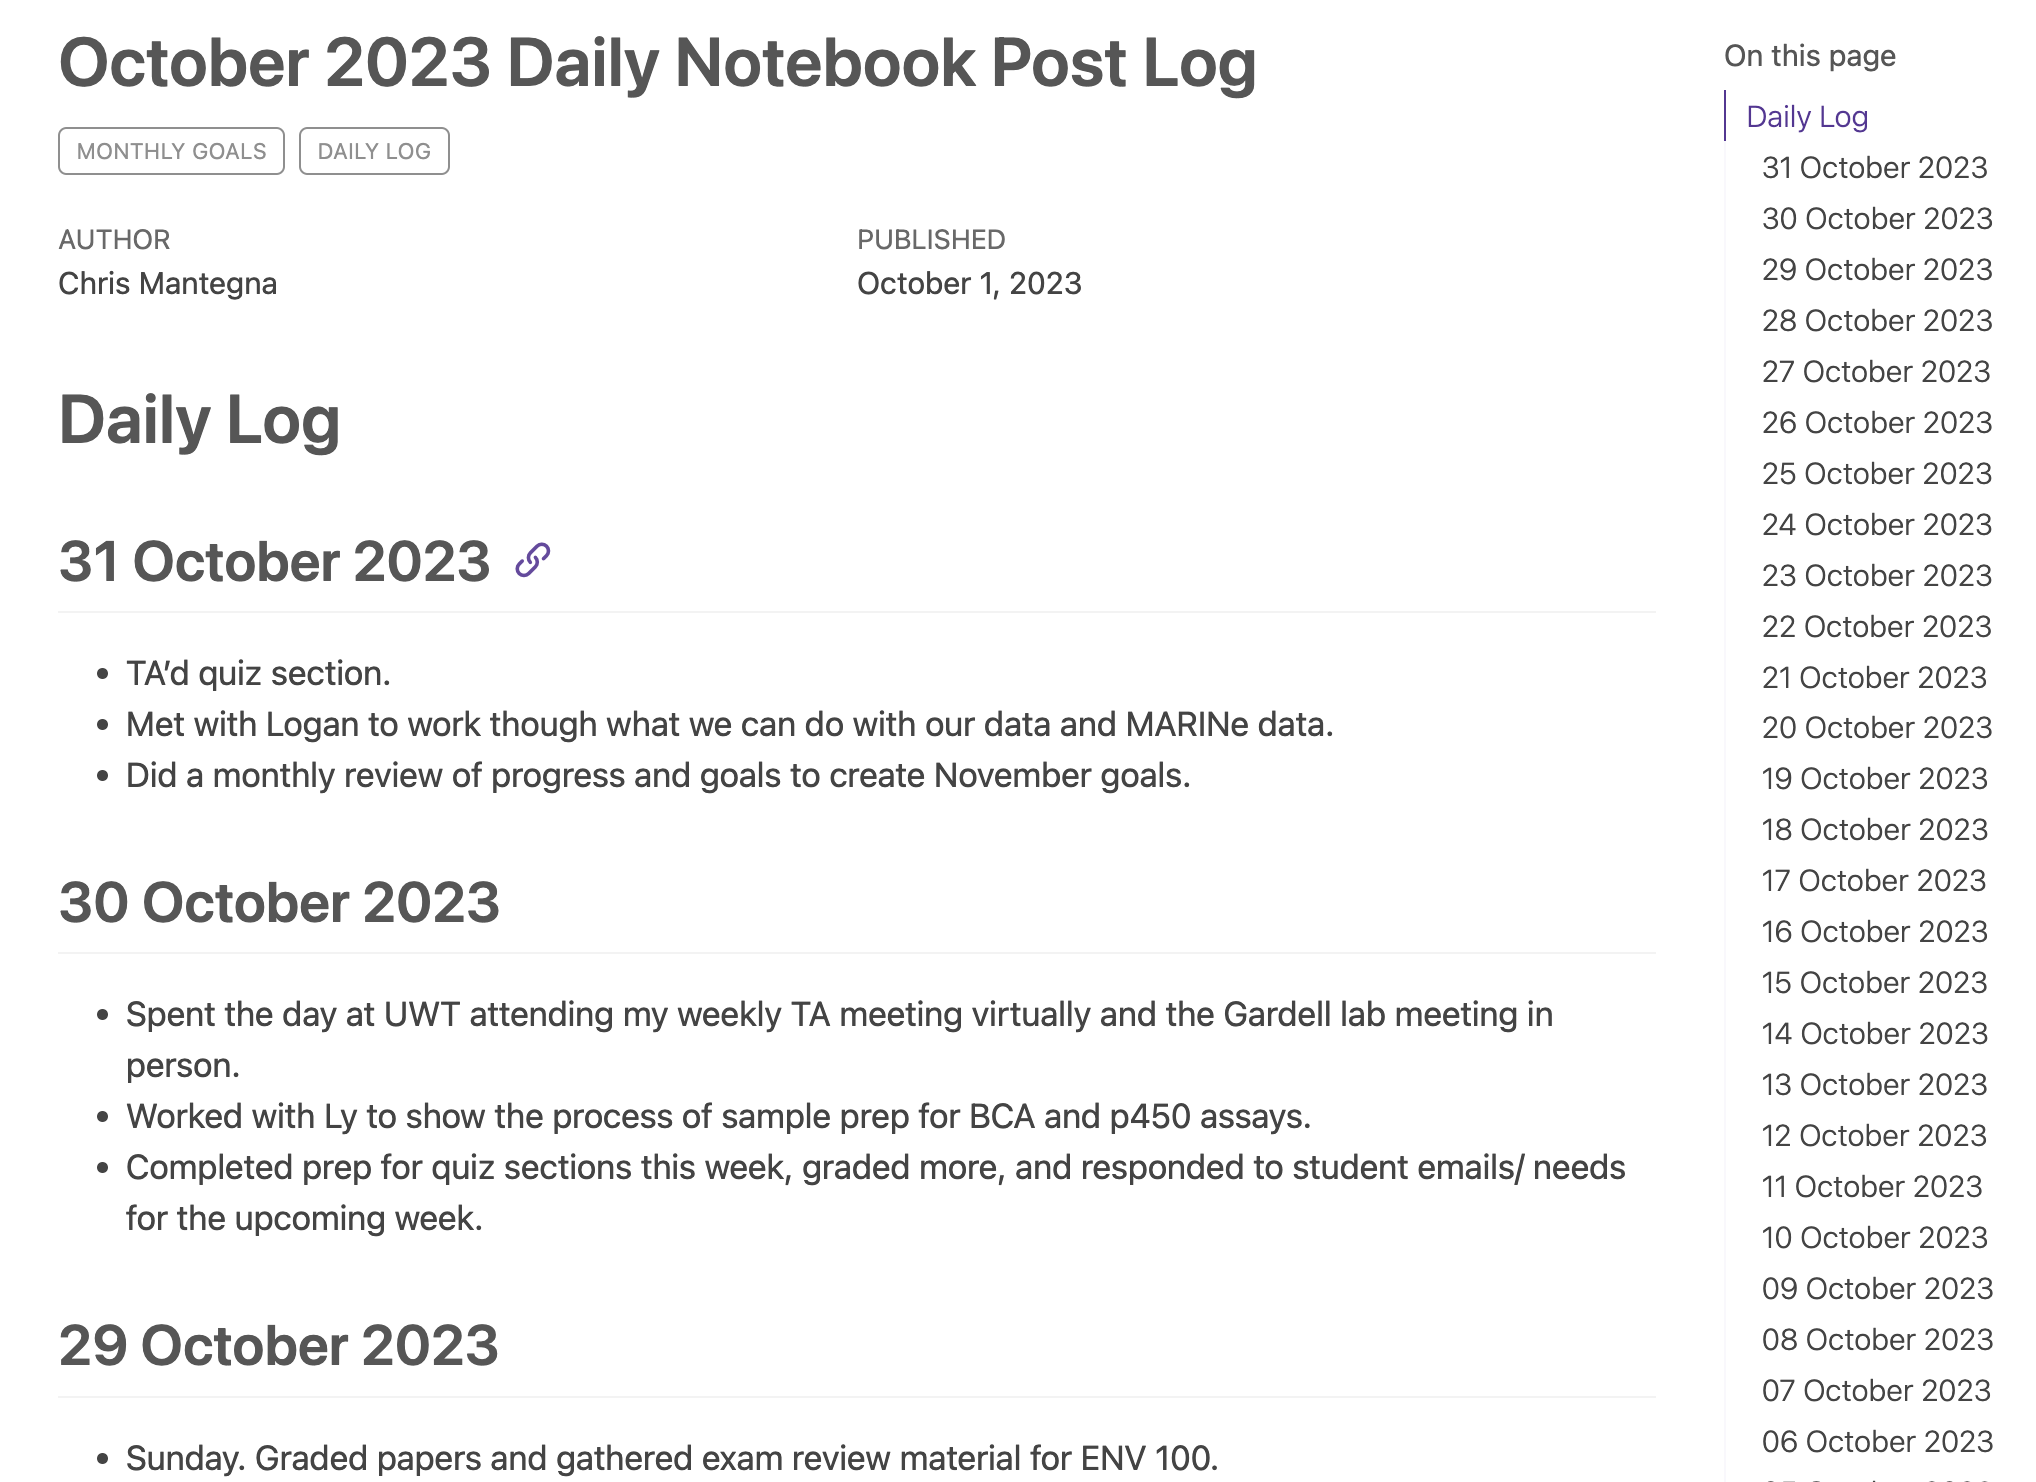 October 2023 Daily Notebook Post Log
MONTHLY GOALS
DAILY LOG
AUTHOR
Chris Mantegna
PUBLISHED
October 1, 2023
Daily Log
31 October 2023
• TA’d quiz section.
• Met with Logan to work though what we can do with our data and MARINe data.
• Did a monthly review of progress and goals to create November goals.
30 October 2023
• Spent the day at UWT attending my weekly TA meeting virtually and the Gardell lab meeting in
person.
• Worked with Ly to show the process of sample prep for BCA and p450 assays.
• Completed prep for quiz sections this week, graded more, and responded to student emails/ needs
for the upcoming week.
29 October 2023
• Sunday. Graded papers and gathered exam review material for ENV 100.
On this page
Daily Log
31 October 2023
30 October 2023
29 October 2023
28 October 2023
27 October 2023
26 October 2023
25 October 2023
24 October 2023
23 October 2023
22 October 2023
21 October 2023
20 October 2023
19 October 2023
18 October 2023
17 October 2023
16 October 2023
15 October 2023
14 October 2023
13 October 2023
12 October 2023
11 October 2023
10 October 2023
09 October 2023
08 October 2023
07 October 2023
06 October 2023